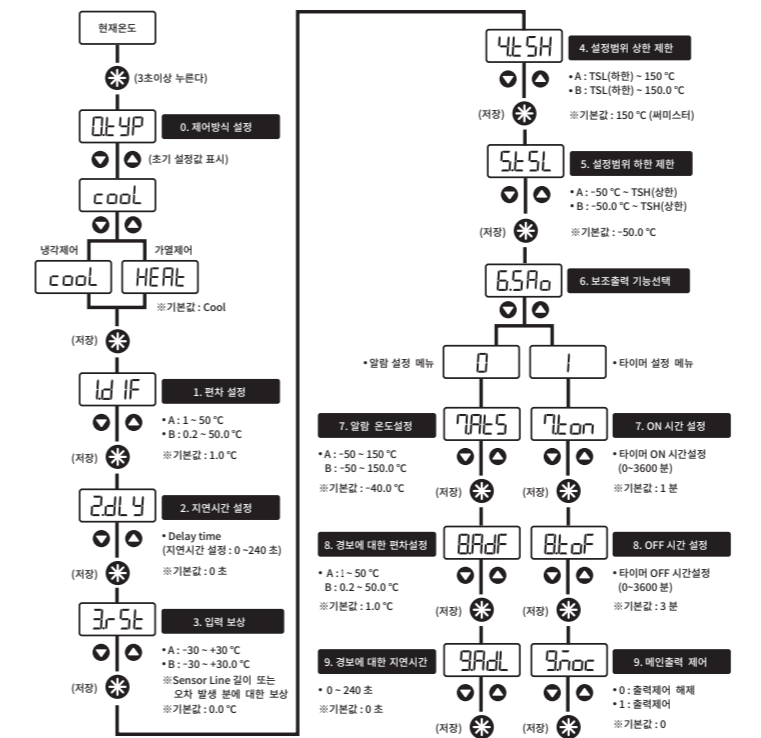 현재온도
(3초이상 누른다)
0.tYP
0. 제어방식 설정
(초기 설정값 표시)
cooL
냉각제어
가열제어
cooL
HEAt
※기본값 : Cool
(저장)
1.dIF
1. 편차 설정
• A : 1 ~ 50 °C
• B : 0.2 ~ 50.0 °C
※기본값 : 1.0 °C
(저장)
2.dLY
2. 지연시간 설정
• Delay time
(지연시간 설정 : 0 ~240 초)
※기본값 : 0 초
(저장)
3.rSt
3. 입력 보상
• A : -30 ~ +30 °C
• B : -30 ~ +30.0 °C
※Sensor Line 길이 또는
오차 발생 분에 대한 보상
※기본값 : 0.0 °C
(저장)
4.tSH
4. 설정범위 상한 제한
• A : TSL(하한) ~ 150 °C
• B : TSL(하한) ~ 150.0 °C
※기본값 : 150 °C (써미스터)
(저장)
5.tSL
5. 설정범위 하한 제한
• A : -50 °C ~ TSH(상한)
• B : -50.0 °C ~ TSH(상한)
※기본값 : -50.0 °C
(저장)
6.SAo
6. 보조출력 기능선택
• 알람 설정 메뉴
0
1
• 타이머 설정 메뉴
7. 알람 온도설정
7.AtS
• A : -50 ~ 150 °C
B : -50 ~ 150.0 °C
※기본값 : -40.0 °C
(저장)
7.ton
7. ON 시간 설정
• 타이머 ON 시간설정
(0~3600 분)
※기본값 : 1 분
(저장)
8. 경보에 대한 편차설정
8.AdF
• A : 1 ~ 50 °C
B : 0.2 ~ 50.0 °C
※기본값 : 1.0 °C
(저장)
8.toF
8. OFF 시간 설정
• 타이머 OFF 시간설정
(0~3600 분)
※기본값 : 3 분
(저장)
9. 경보에 대한 지연시간
9.AdL
• 0 ~ 240 초
※기본값 : 0 초
(저장)
9.moc
9. 메인출력 제어
• 0 : 출력제어 해제
• 1 : 출력제어
※기본값 : 0
(저장)